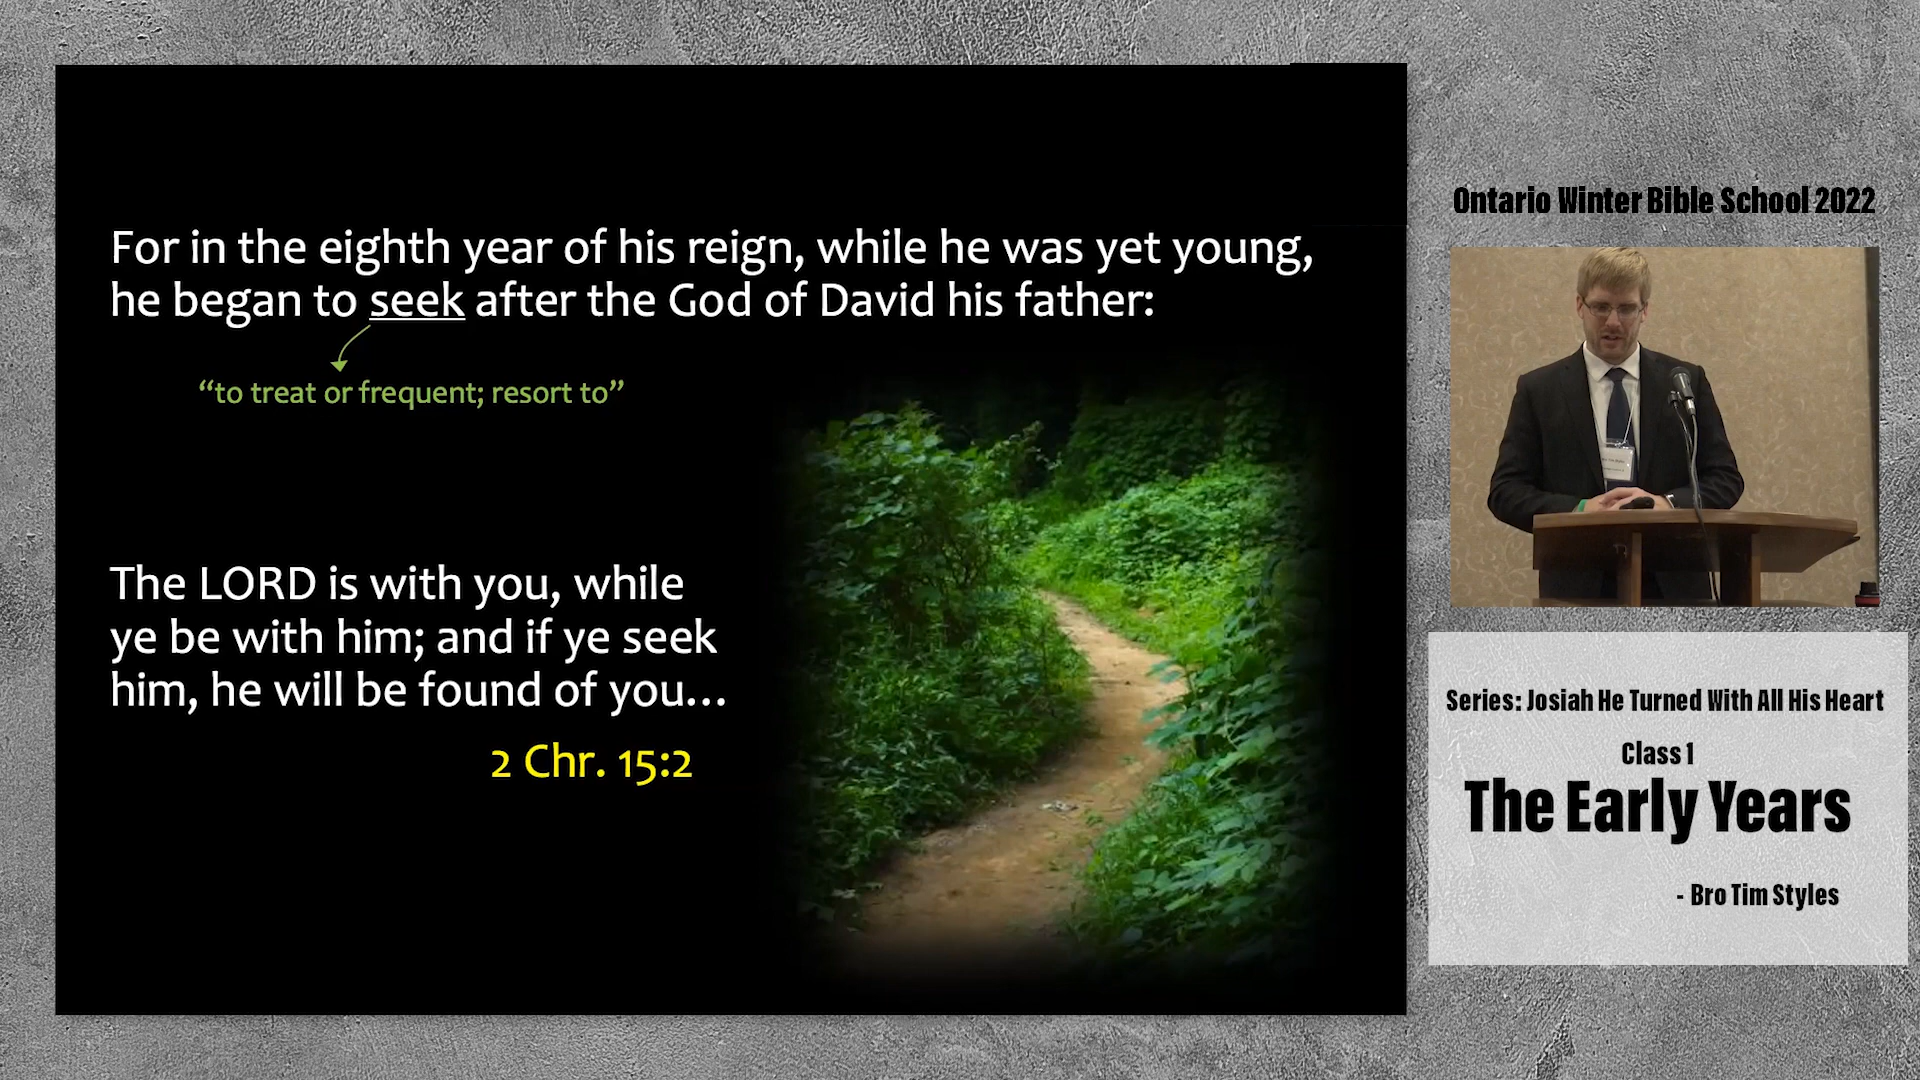 For in the eighth year of his reign, while he was yet young,
he began to seek after the God of David his father:
“to treat or frequent; resort to”
The LORD is with you, while
ye be with him; and if ye seek
him, he will be found of you...
2 Chr. 15:2
Ontario Winter Bible School 2022
Series: Josiah He Turned With All His Heart
Class 1
The Early Years
- Bro Tim Styles